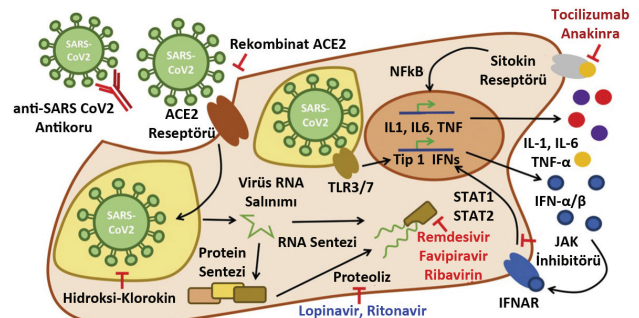 SARS-
CoV2
anti-SARS CoV2
Antikoru
SARS-
CoV2
Rekombinat ACE2
ACE2
Reseptörü
SARS-
CoV2
TLR3/7
NFkB
Sitokin
Reseptörü
Tocilizumab
Anakinra
IL1, IL6, TNF
Tip 1 IFNs
IL-1, IL-6
TNF-α
IFN-α/β
JAK
İnhibitörü
IFNAR
STAT1
STAT2
SARS-
CoV2
Hidroksi-Klorokin
Virüs RNA
Salınımı
RNA Sentezi
Protein
Sentezi
Proteoliz
Lopinavir, Ritonavir
Remdesivir
Favipiravir
Ribavirin